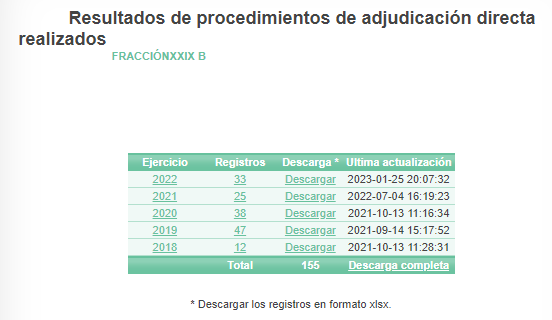 Resultados de procedimientos de adjudicación directa
realizados
FRACCIÓNXXIX B
Ejercicio Registros Descarga * Ultima actualización
2022 33 Descargar 2023-01-25 20:07:32
2021 25 Descargar 2022-07-04 16:19:23
2020 38 Descargar 2021-10-13 11:16:34
2019 47 Descargar 2021-09-14 15:17:52
2018 12 Descargar 2021-10-13 11:28:31
Total 155 Descarga completa
* Descargar los registros en formato xlsx.